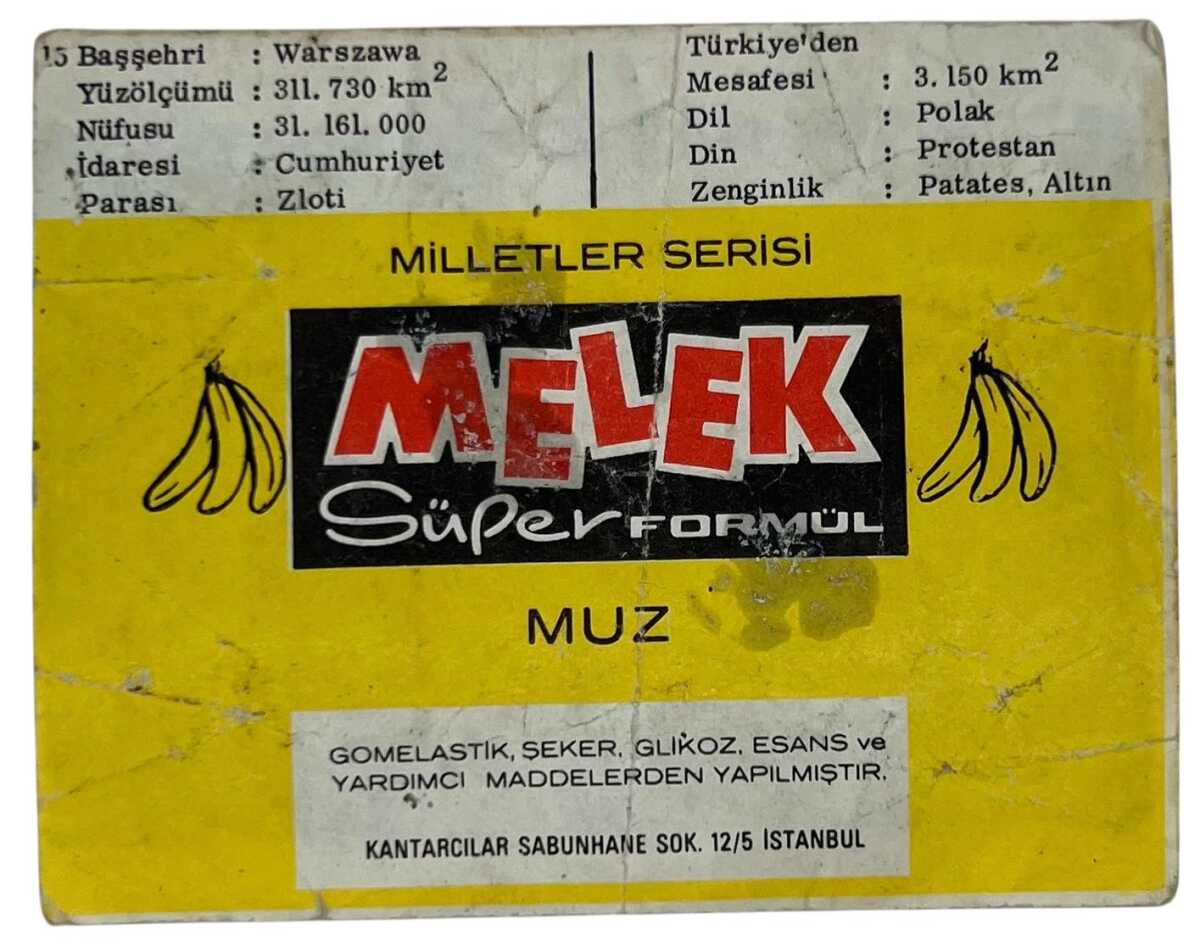 15 Başşehri : Warszawa
Yüzölçümü : 311.730 km²
Nüfusu : 31.161.000
İdaresi : Cumhuriyet
Parası : Zloti
Türkiye'den
Mesafesi : 3.150 km²
Dil : Polak
Din : Protestan
Zenginlik : Patates, Altın
MİLLETLER SERİSİ
MELEK
Süper FORMÜL
MUZ
GOMELASTİK, ŞEKER, GLİKOZ, ESANS ve
YARDIMCI MADDELERDEN YAPILMIŞTIR.
KANTARCILAR SABUNHANE SOK. 12/5 İSTANBUL